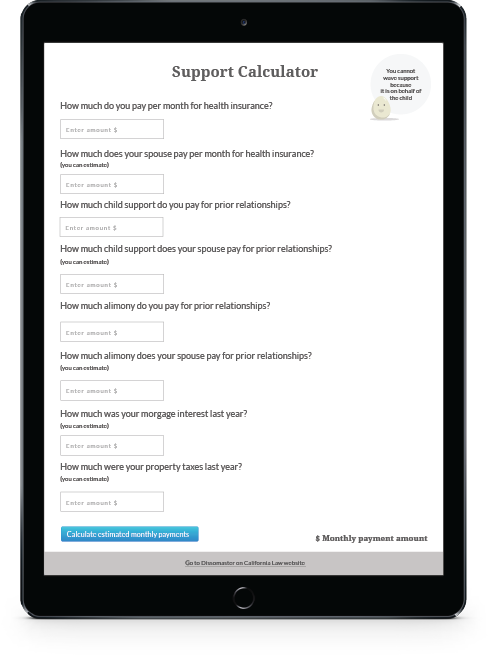 Support Calculator
You cannot
wave support
because
it is on behalf of
the child
How much do you pay per month for health insurance?
Enter amount $
How much does your spouse pay per month for health insurance?
(you can estimate)
Enter amount $
How much child support do you pay for prior relationships?
Enter amount $
How much child support does your spouse pay for prior relationships?
(you can estimate)
Enter amount $
How much alimony do you pay for prior relationships?
Enter amount $
How much alimony does your spouse pay for prior relationships?
(you can estimate)
Enter amount $
How much was your morgage interest last year?
(you can estimate)
Enter amount $
How much were your property taxes last year?
(you can estimate)
Enter amount $
Calculate estimated monthly payments
$ Monthly payment amount
Go to Dissomaster on California Law website